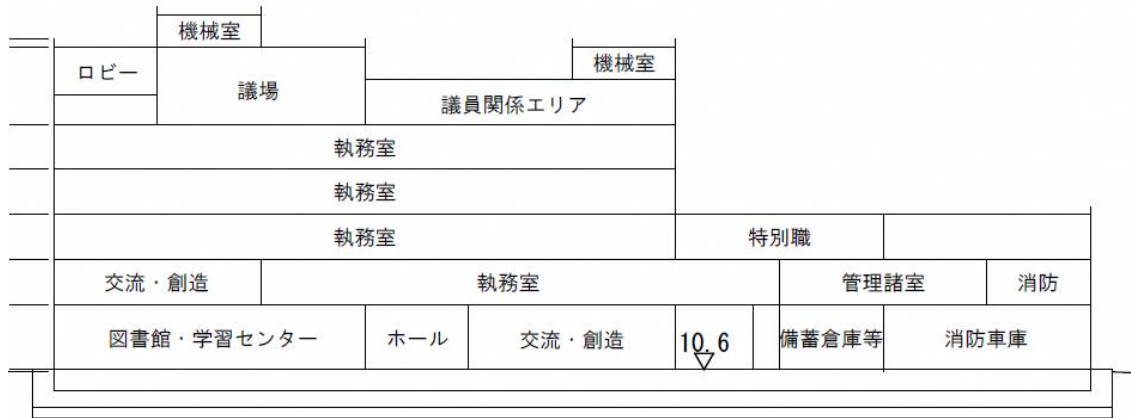 機械室
ロビー
議場
機械室
議員関係エリア
執務室
執務室
執務室
特別職
交流・創造
執務室
管理諸室
消防
図書館・学習センター
ホール
交流・創造
10.6
備蓄倉庫等
消防車庫